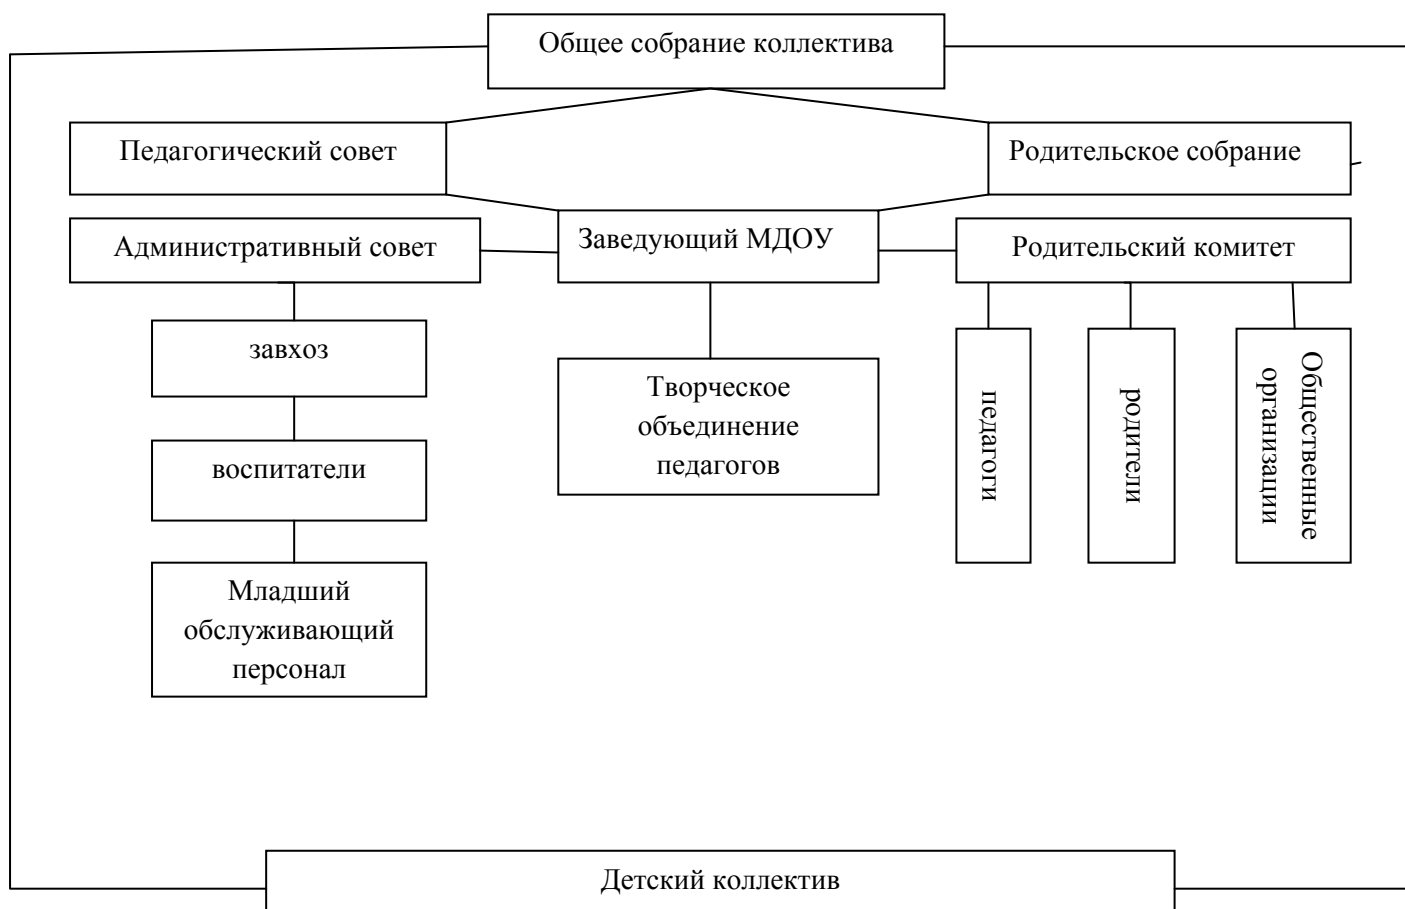 Общее собрание коллектива
Педагогический совет
Родительское собрание
Административный совет
Заведующий МДОУ
Родительский комитет
завхоз
воспитатели
Младший
обслуживающий
персонал
Творческое
объединение
педагогов
педагоги
родители
Общественные
организации
Детский коллектив